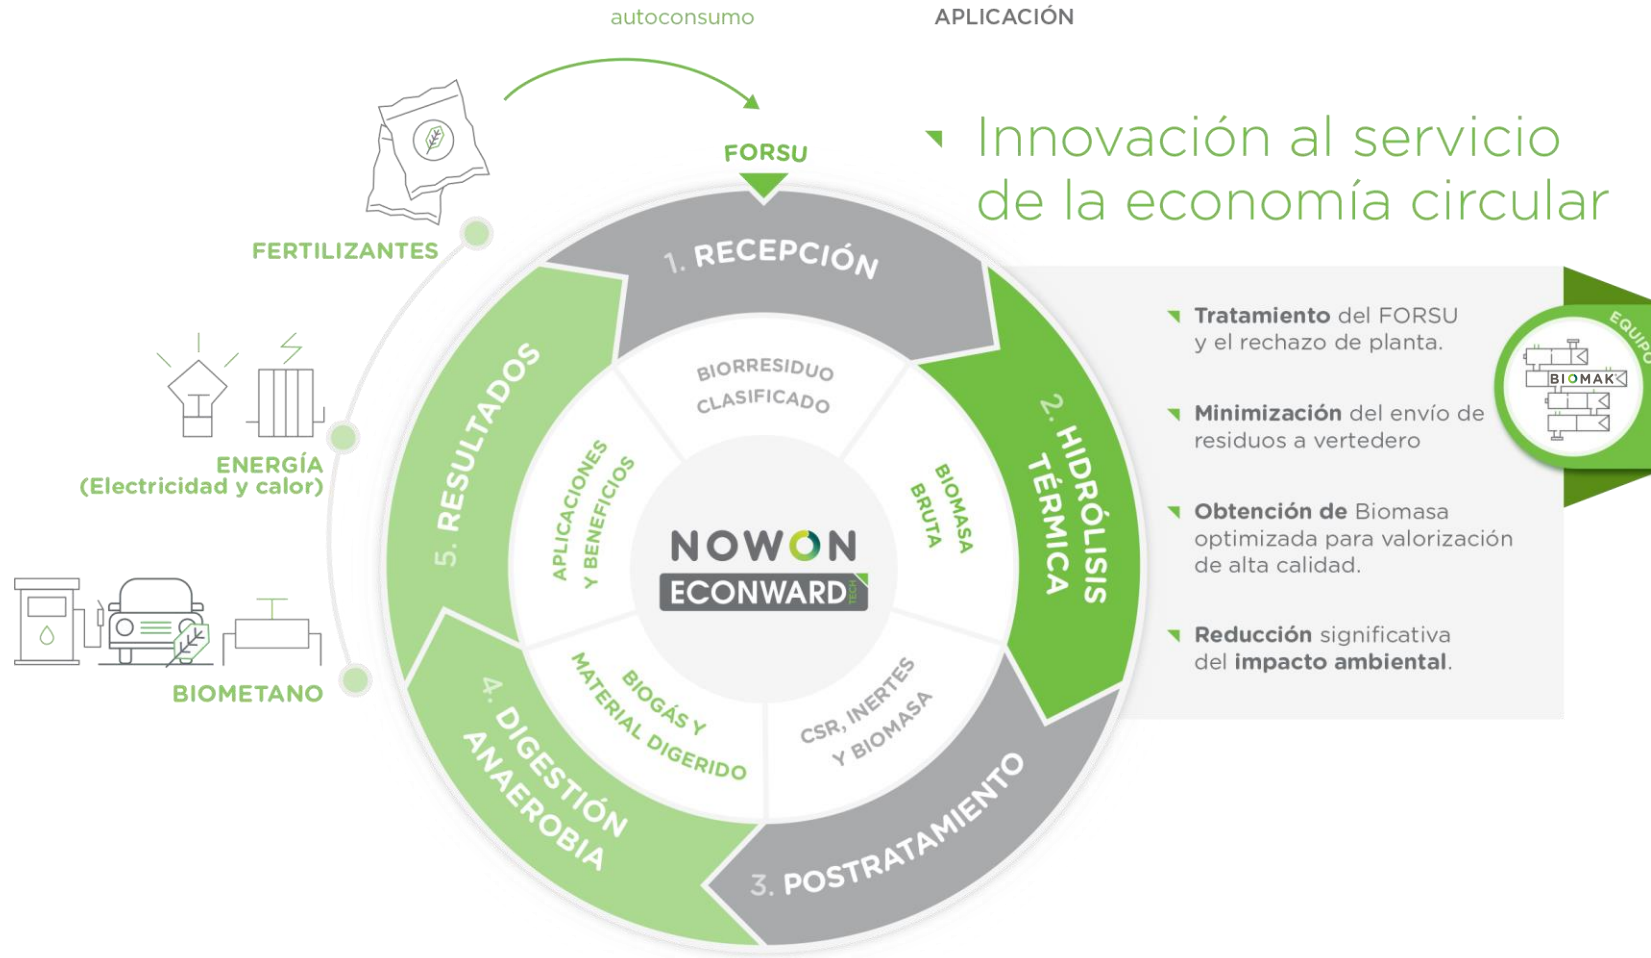 autoconsumo
APLICACIÓN
Innovación al servicio
de la economía circular
FORSU
FERTILIZANTES
ENERGÍA
(Electricidad y calor)
BIOMETANO
1. RECEPCIÓN
BIORRESIDUO
CLASIFICADO
2. HIDRÓLISIS
TÉRMICA
BIOMASA
BRUTA
3. POSTRATAMIENTO
CSR, INERTES
Y BIOMASA
4. DIGESTIÓN
ANAEROBIA
BIOGÁS Y
MATERIAL DIGERIDO
5. RESULTADOS
APLICACIONES
Y BENEFICIOS
NOWON
ECONWARD TECH
Tratamiento del FORSU
y el rechazo de planta.
Minimización del envío de
residuos a vertedero
Obtención de Biomasa
optimizada para valorización
de alta calidad.
Reducción significativa
del impacto ambiental.
EQUIPO
BIOMAK